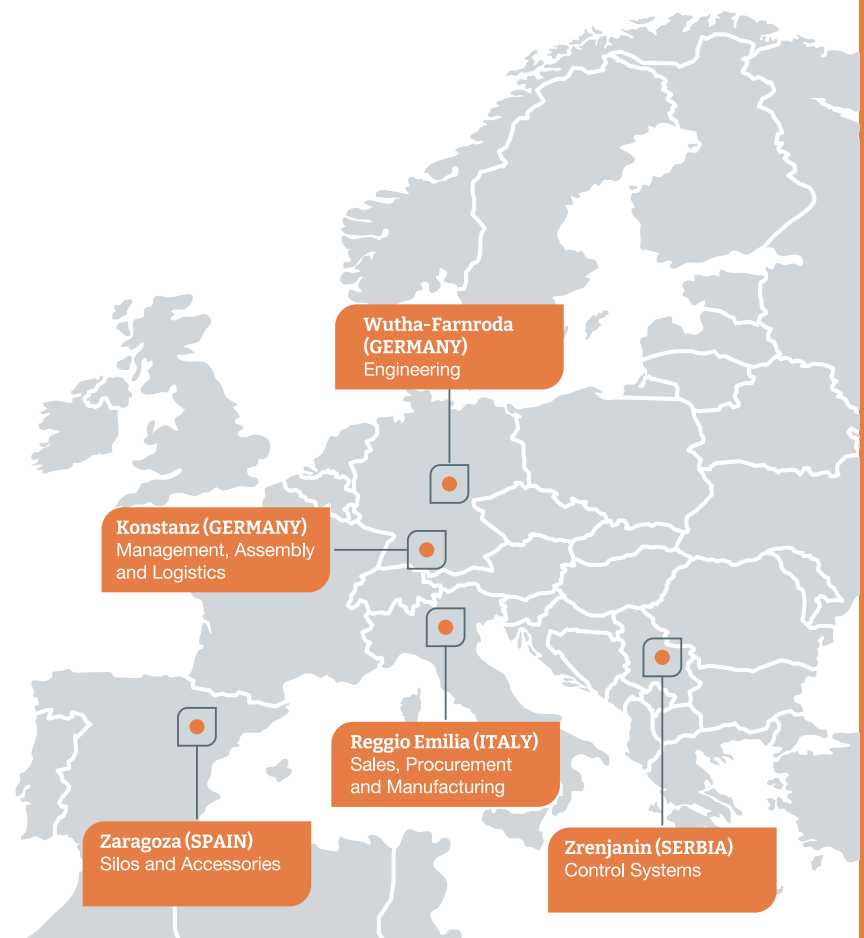 Wutha-Farnroda
(GERMANY)
Engineering
Konstanz (GERMANY)
Management, Assembly
and Logistics
Reggio Emilia (ITALY)
Sales, Procurement
and Manufacturing
Zaragoza (SPAIN)
Silos and Accessories
Zrenjanin (SERBIA)
Control Systems